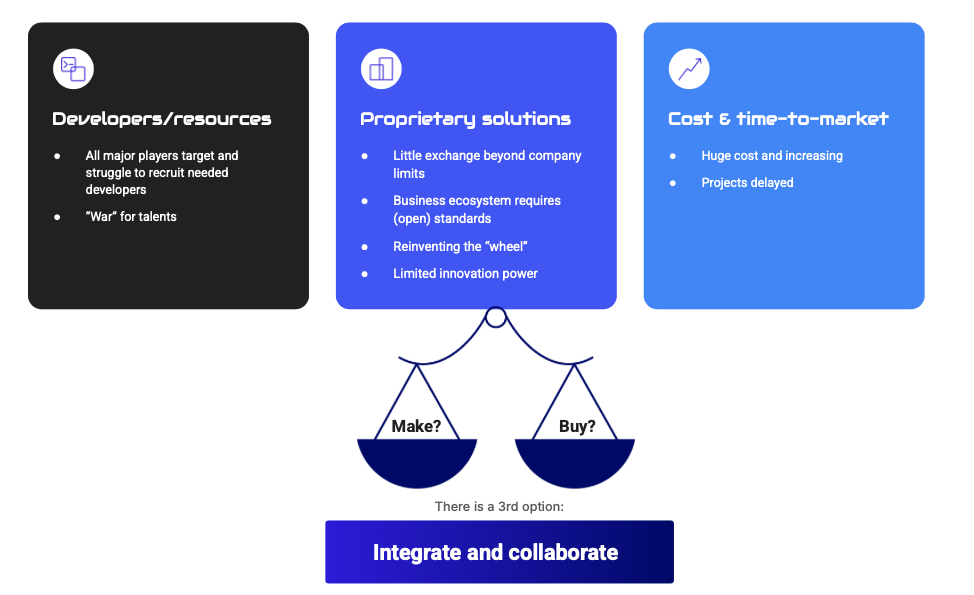 Developers/resources
● All major players target and
struggle to recruit needed
developers
● “War” for talents
Proprietary solutions
● Little exchange beyond company
limits
● Business ecosystem requires
(open) standards
● Reinventing the “wheel”
● Limited innovation power
Cost & time-to-market
● Huge cost and increasing
● Projects delayed
Make?
Buy?
There is a 3rd option:
Integrate and collaborate